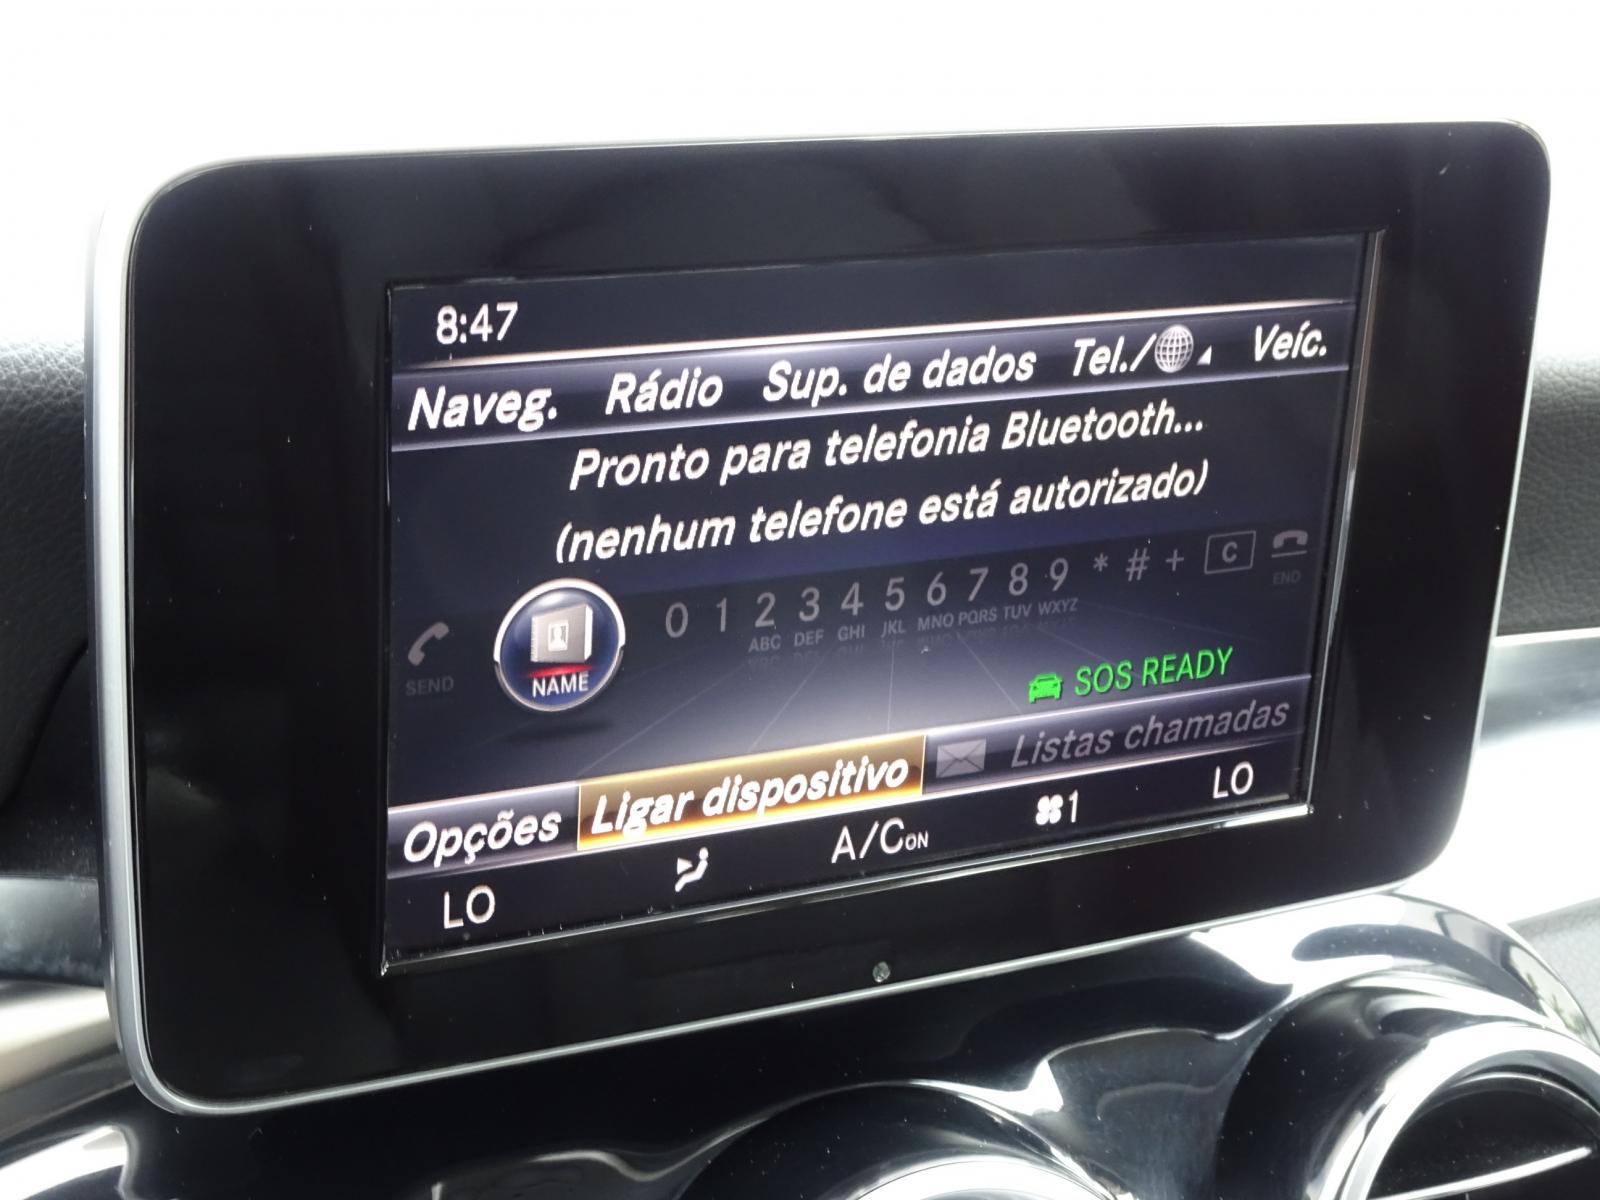 8:47
Naveg. Rádio Sup. de dados Tel./ Veíc.
Pronto para telefonia Bluetooth...
(nenhum telefone está autorizado)
SEND NAME 0 1 2 3 4 5 6 7 8 9 * # + C END
ABC DEF GHI JKL MNO PQRS TUV WXYZ
SOS READY
Opções Ligar dispositivo Listas chamadas
LO A/C ON 1 LO